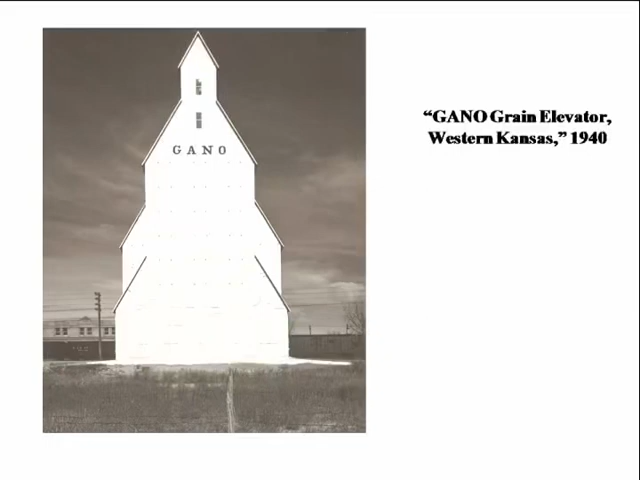 GANO
“GANO Grain Elevator,
Western Kansas,” 1940